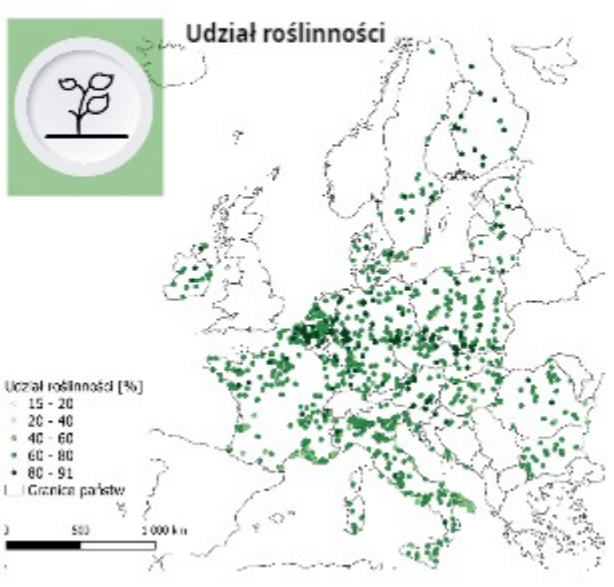 Udział roślinności
Udział roślinności [%]
15 - 20
20 - 40
40 - 60
60 - 80
80 - 91
Granice państw
0 500 1 000 km